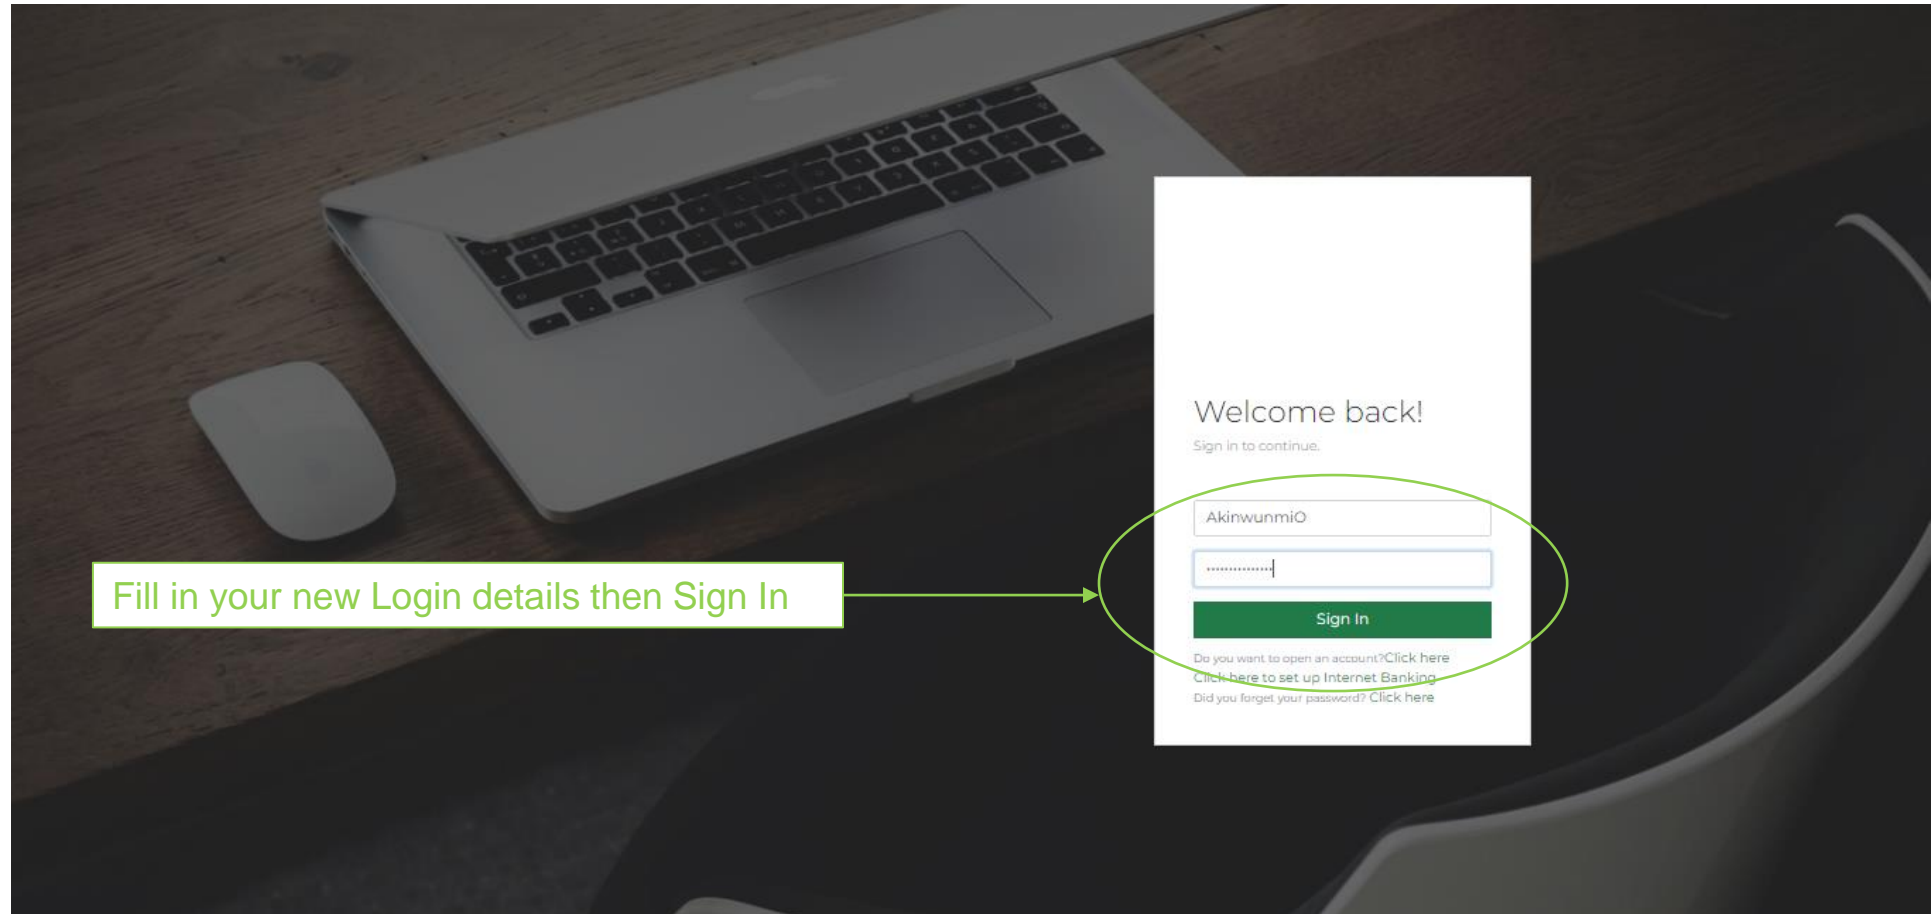 Welcome back!
Sign in to continue.
AkinwunmiO
Fill in your new Login details then Sign In
Sign In
Do you want to open an account?Click here
Click here to set up Internet Banking
Did you forget your password? Click here